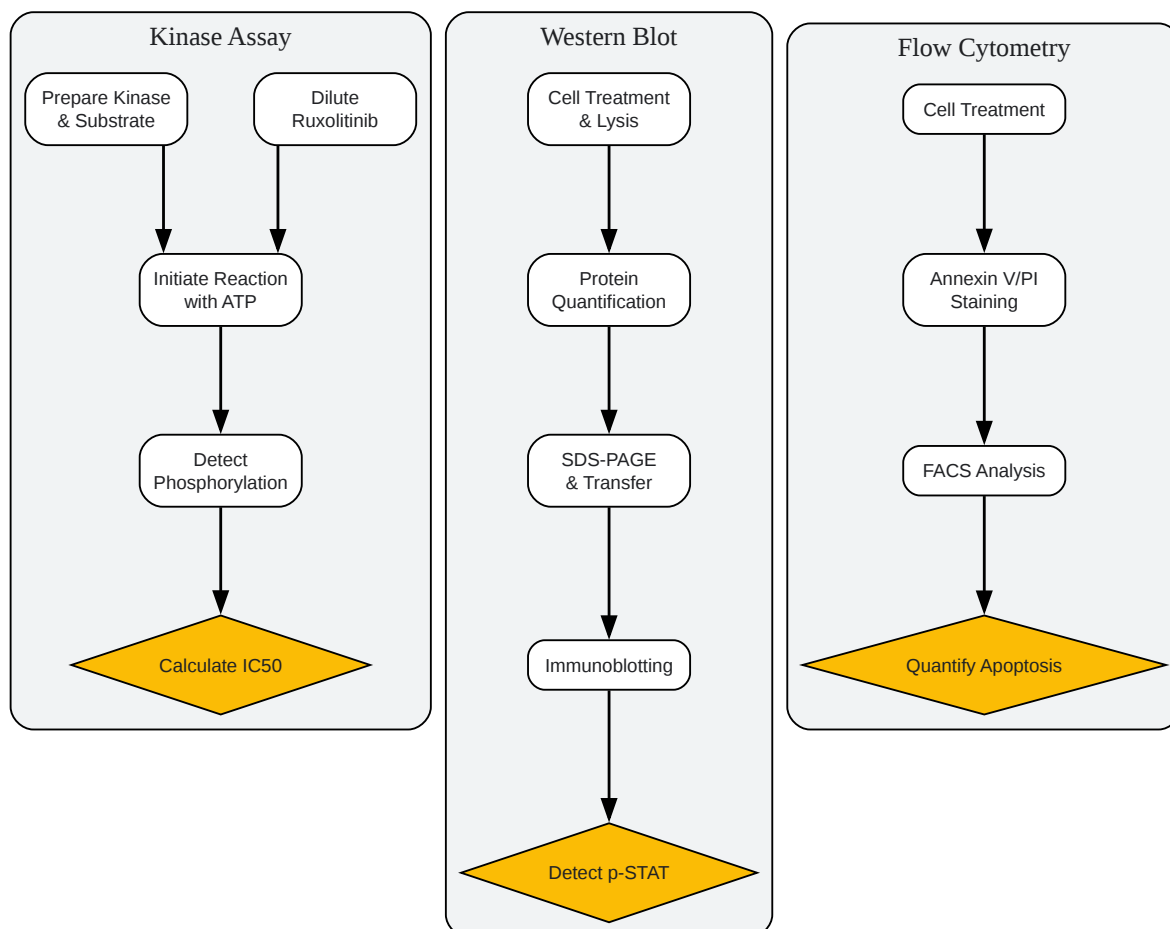 Kinase Assay
Prepare Kinase
& Substrate
Dilute
Ruxolitinib
Initiate Reaction
with ATP
Detect
Phosphorylation
Calculate IC50
Western Blot
Cell Treatment
& Lysis
Protein
Quantification
SDS-PAGE
& Transfer
Immunoblotting
Detect p-STAT
Flow Cytometry
Cell Treatment
Annexin V/PI
Staining
FACS Analysis
Quantify Apoptosis